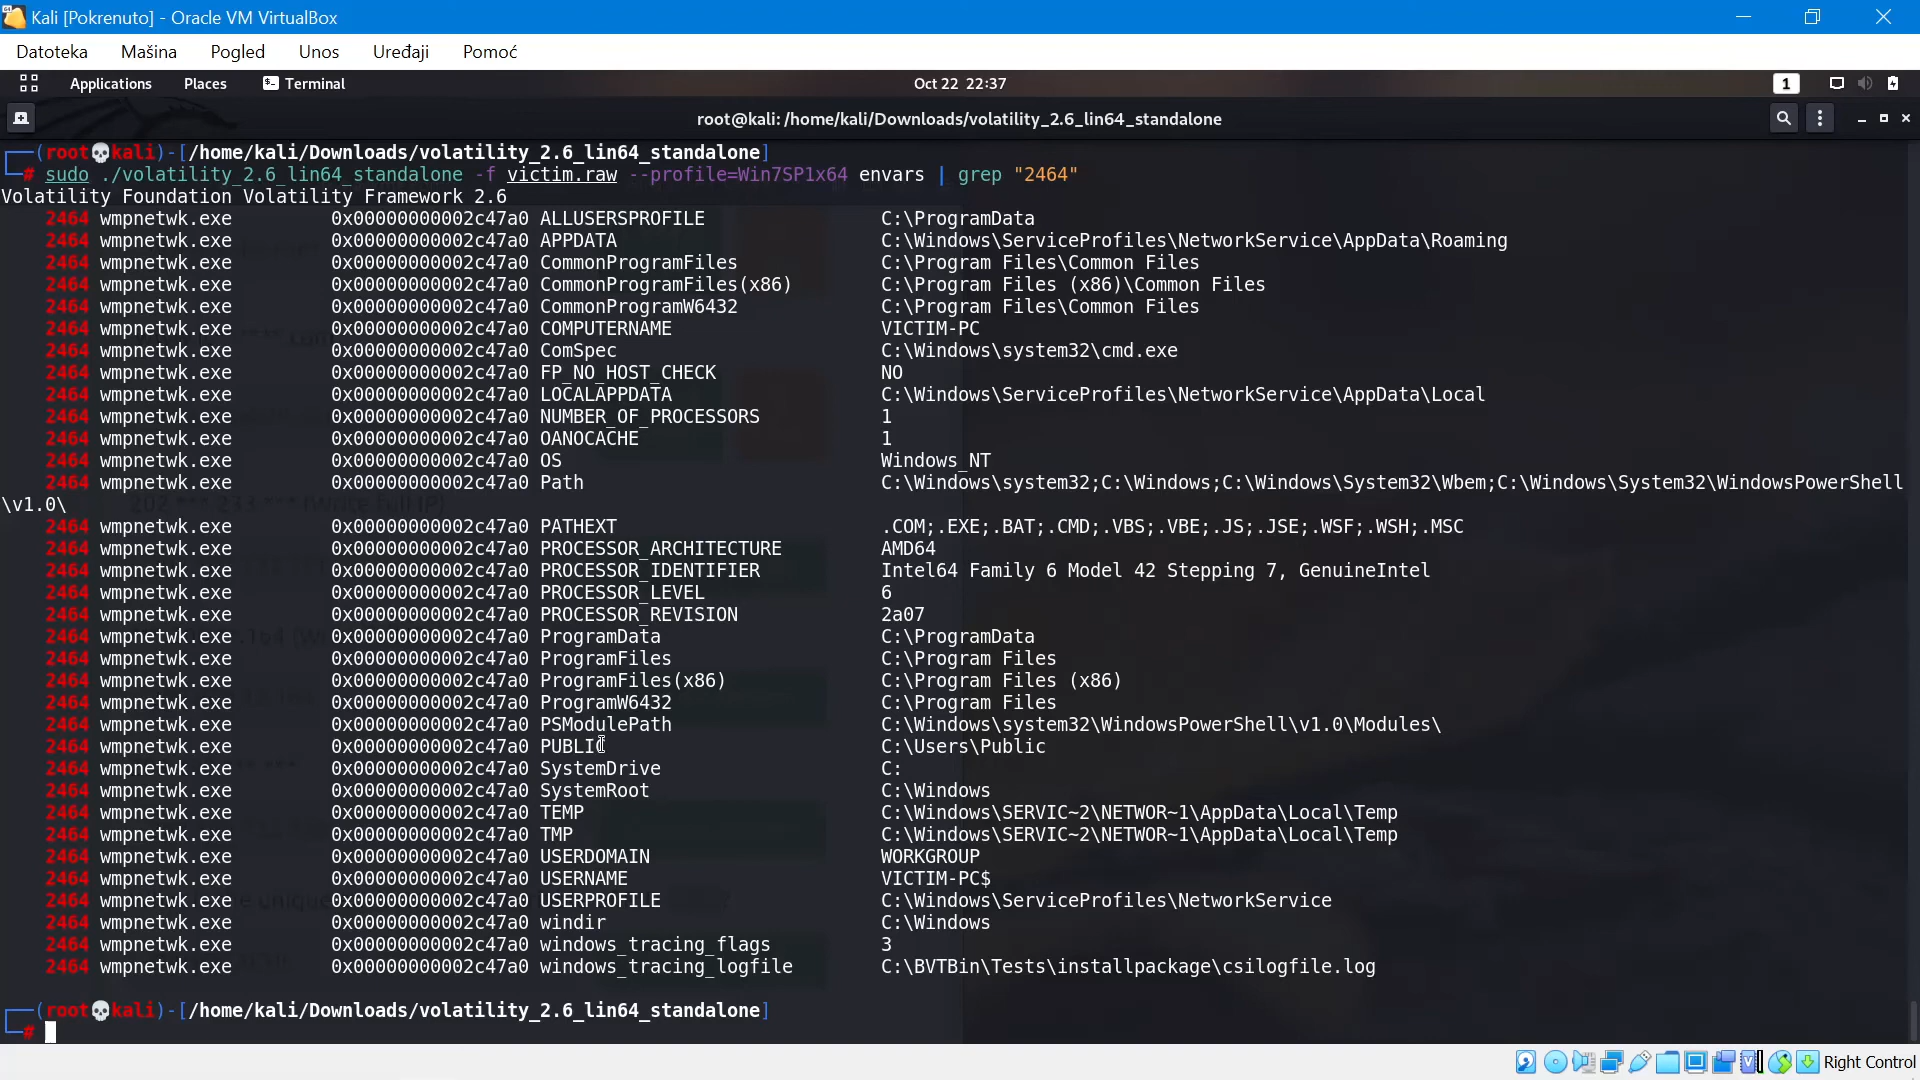 Kali [Pokrenuto] - Oracle VM VirtualBox
Datoteka Mašina Pogled Unos Uređaji Pomoć
Applications Places Terminal Oct 22 22:37 1
root@kali: /home/kali/Downloads/volatility_2.6_lin64_standalone
(root💀kali)-[/home/kali/Downloads/volatility_2.6_lin64_standalone]
# sudo ./volatility_2.6_lin64_standalone -f victim.raw --profile=Win7SP1x64 envars | grep "2464"
Volatility Foundation Volatility Framework 2.6
2464 wmpnetwk.exe 0x00000000002c47a0 ALLUSERSPROFILE C:\ProgramData
2464 wmpnetwk.exe 0x00000000002c47a0 APPDATA C:\Windows\ServiceProfiles\NetworkService\AppData\Roaming
2464 wmpnetwk.exe 0x00000000002c47a0 CommonProgramFiles C:\Program Files\Common Files
2464 wmpnetwk.exe 0x00000000002c47a0 CommonProgramFiles(x86) C:\Program Files (x86)\Common Files
2464 wmpnetwk.exe 0x00000000002c47a0 CommonProgramW6432 C:\Program Files\Common Files
2464 wmpnetwk.exe 0x00000000002c47a0 COMPUTERNAME VICTIM-PC
2464 wmpnetwk.exe 0x00000000002c47a0 ComSpec C:\Windows\system32\cmd.exe
2464 wmpnetwk.exe 0x00000000002c47a0 FP_NO_HOST_CHECK NO
2464 wmpnetwk.exe 0x00000000002c47a0 LOCALAPPDATA C:\Windows\ServiceProfiles\NetworkService\AppData\Local
2464 wmpnetwk.exe 0x00000000002c47a0 NUMBER_OF_PROCESSORS 1
2464 wmpnetwk.exe 0x00000000002c47a0 OANOCACHE 1
2464 wmpnetwk.exe 0x00000000002c47a0 OS Windows_NT
2464 wmpnetwk.exe 0x00000000002c47a0 Path C:\Windows\system32;C:\Windows;C:\Windows\System32\Wbem;C:\Windows\System32\WindowsPowerShell
\v1.0\
2464 wmpnetwk.exe 0x00000000002c47a0 PATHEXT .COM;.EXE;.BAT;.CMD;.VBS;.VBE;.JS;.JSE;.WSF;.WSH;.MSC
2464 wmpnetwk.exe 0x00000000002c47a0 PROCESSOR_ARCHITECTURE AMD64
2464 wmpnetwk.exe 0x00000000002c47a0 PROCESSOR_IDENTIFIER Intel64 Family 6 Model 42 Stepping 7, GenuineIntel
2464 wmpnetwk.exe 0x00000000002c47a0 PROCESSOR_LEVEL 6
2464 wmpnetwk.exe 0x00000000002c47a0 PROCESSOR_REVISION 2a07
2464 wmpnetwk.exe 0x00000000002c47a0 ProgramData C:\ProgramData
2464 wmpnetwk.exe 0x00000000002c47a0 ProgramFiles C:\Program Files
2464 wmpnetwk.exe 0x00000000002c47a0 ProgramFiles(x86) C:\Program Files (x86)
2464 wmpnetwk.exe 0x00000000002c47a0 ProgramW6432 C:\Program Files
2464 wmpnetwk.exe 0x00000000002c47a0 PSModulePath C:\Windows\system32\WindowsPowerShell\v1.0\Modules\
2464 wmpnetwk.exe 0x00000000002c47a0 PUBLIC C:\Users\Public
2464 wmpnetwk.exe 0x00000000002c47a0 SystemDrive C:
2464 wmpnetwk.exe 0x00000000002c47a0 SystemRoot C:\Windows
2464 wmpnetwk.exe 0x00000000002c47a0 TEMP C:\Windows\SERVIC~2\NETWOR~1\AppData\Local\Temp
2464 wmpnetwk.exe 0x00000000002c47a0 TMP C:\Windows\SERVIC~2\NETWOR~1\AppData\Local\Temp
2464 wmpnetwk.exe 0x00000000002c47a0 USERDOMAIN WORKGROUP
2464 wmpnetwk.exe 0x00000000002c47a0 USERNAME VICTIM-PC$
2464 wmpnetwk.exe 0x00000000002c47a0 USERPROFILE C:\Windows\ServiceProfiles\NetworkService
2464 wmpnetwk.exe 0x00000000002c47a0 windir C:\Windows
2464 wmpnetwk.exe 0x00000000002c47a0 windows_tracing_flags 3
2464 wmpnetwk.exe 0x00000000002c47a0 windows_tracing_logfile C:\BVTBin\Tests\installpackage\csilogfile.log
(root💀kali)-[/home/kali/Downloads/volatility_2.6_lin64_standalone]
#
Right Control